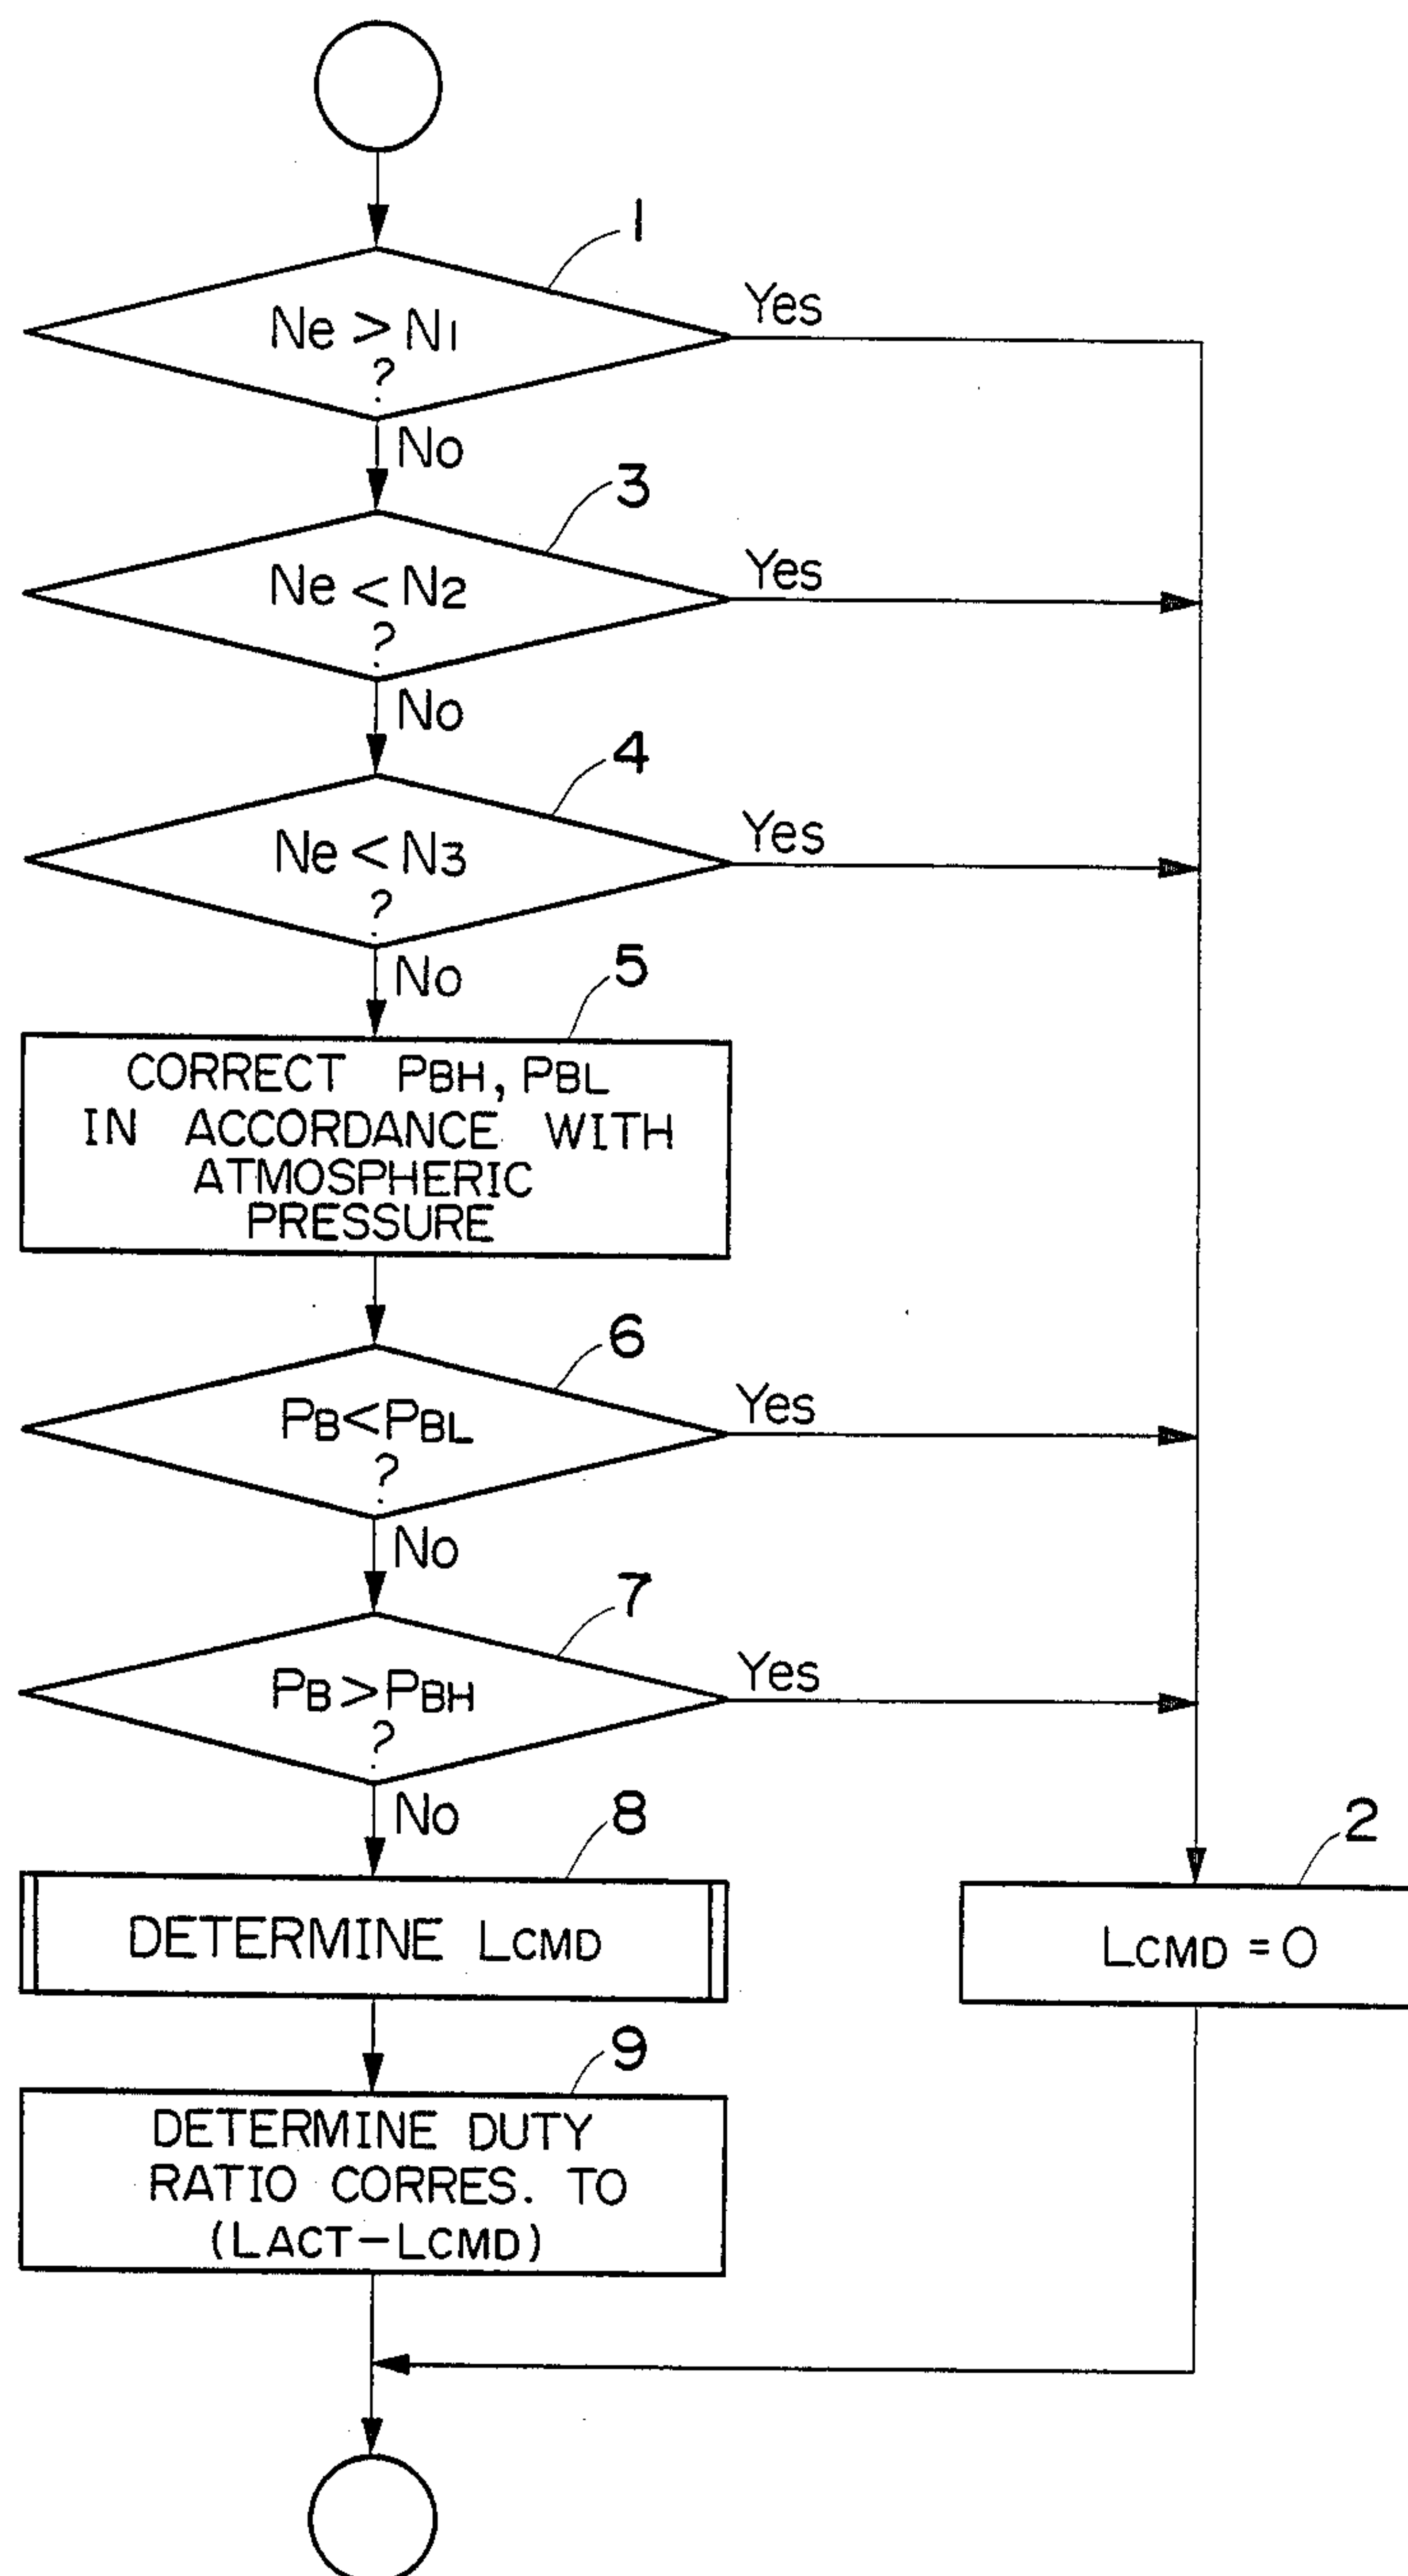 1
Ne > N1
?
Yes
No
3
Ne < N2
?
Yes
No
4
Ne < N3
?
Yes
No
5
CORRECT PBH, PBL
IN ACCORDANCE WITH
ATMOSPHERIC
PRESSURE
6
PB<PBL
?
Yes
No
7
PB>PBH
?
Yes
No
8
DETERMINE LCMD
2
LCMD = 0
9
DETERMINE DUTY
RATIO CORRES. TO
(LACT-LCMD)